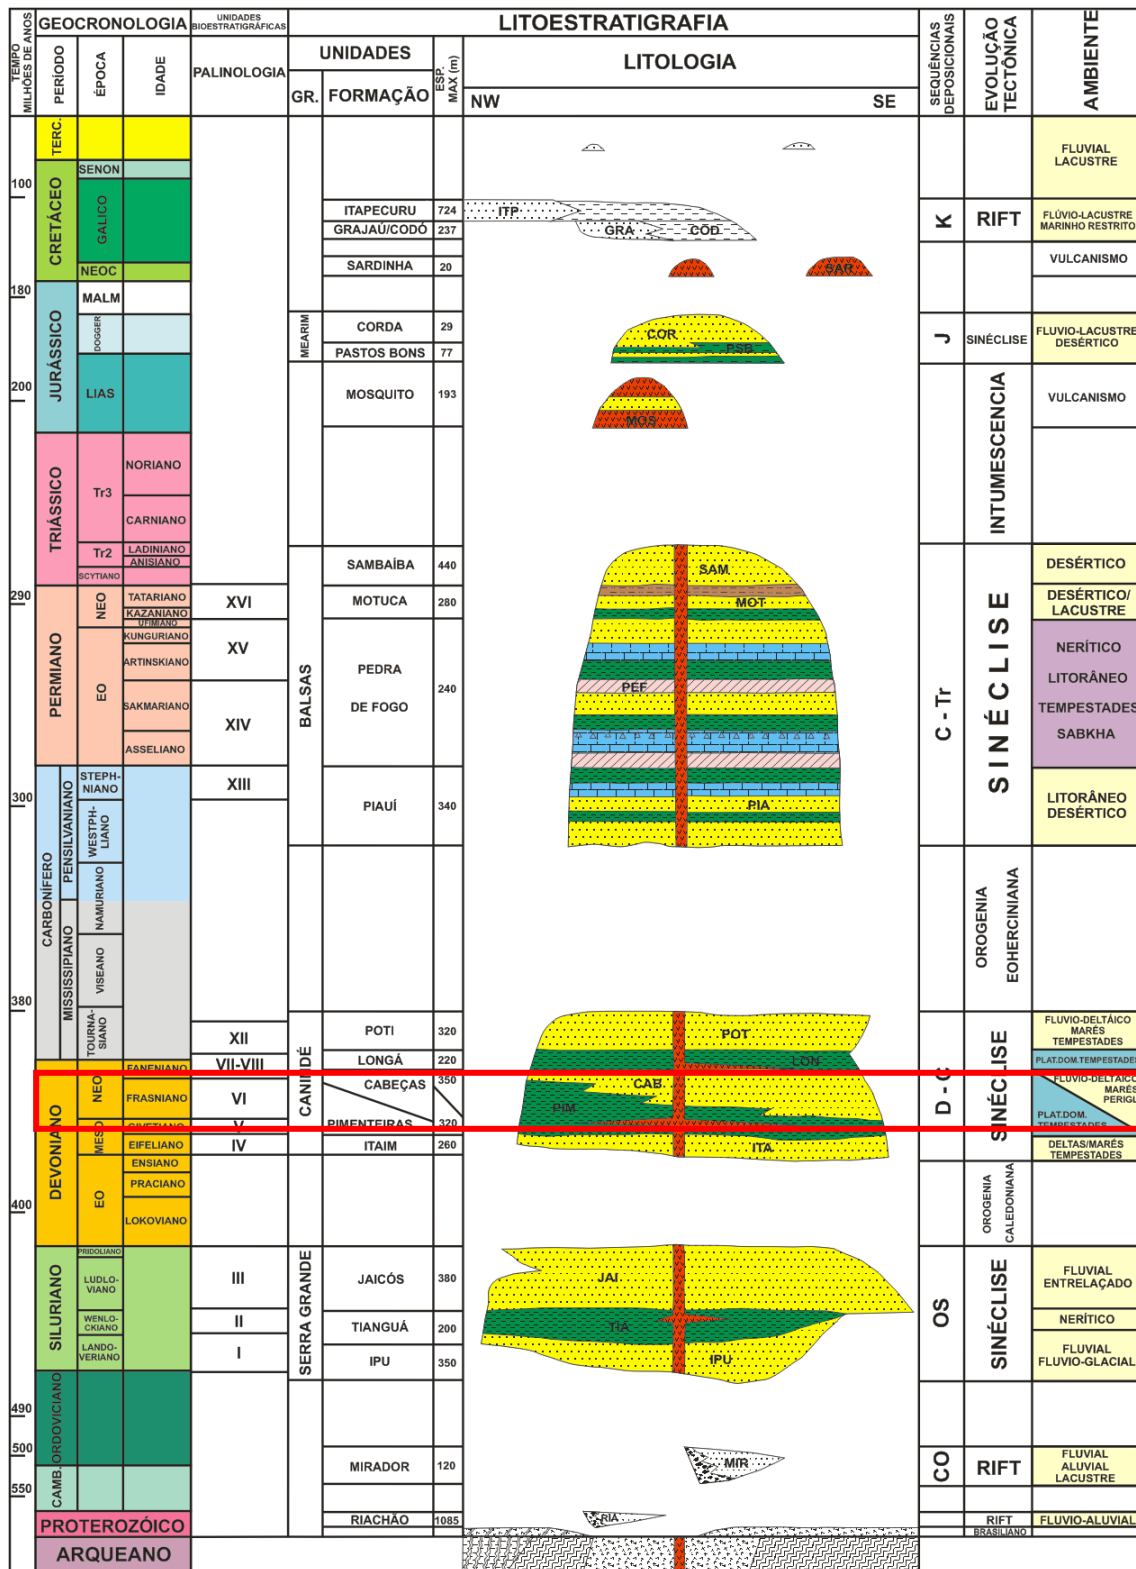 GEOCRONOLOGIA
UNIDADES
BIOESTRATIGRÁFICAS
LITOESTRATIGRAFIA
TEMPO
MILHÕES DE ANOS
PERÍODO
ÉPOCA
IDADE
PALINOLOGIA
UNIDADES
GR.
FORMAÇÃO
ESP.
MAX (m)
LITOLOGIA
NW
SE
SEQUÊNCIAS
DEPOSICIONAIS
EVOLUÇÃO
TECTÔNICA
AMBIENTE
TERC.
FLUVIAL
LACUSTRE
SENON
100
CRETÁCEO
GALICO
ITAPECURU
724
ITP
GRAJAÚ/CODÓ
237
GRA
COD
K
RIFT
FLÚVIO-LACUSTRE
MARINHO RESTRITO
NEOC
SARDINHA
20
SAR
VULCANISMO
180
JURÁSSICO
MALM
DOGGER
MEARIM
CORDA
29
COR
PASTOS BONS
77
PSB
J
SINÉCLISE
FLUVIO-LACUSTRE
DESÉRTICO
LIAS
200
MOSQUITO
193
MOS
INTUMESCENCIA
VULCANISMO
TRIÁSSICO
Tr3
NORIANO
CARNIANO
Tr2
LADINIANO
ANISIANO
SCYTIANO
BALSAS
SAMBAÍBA
440
SAM
C - Tr
SINÉCLISE
DESÉRTICO
290
PERMIANO
NEO
TATARIANO
KAZANIANO
UFIMIANO
XVI
MOTUCA
280
MOT
DESÉRTICO/
LACUSTRE
EO
KUNGURIANO
ARTINSKIANO
XV
SAKMARIANO
ASSELIANO
XIV
PEDRA
DE FOGO
240
PEF
NERÍTICO
LITORÂNEO
TEMPESTADES
SABKHA
300
CARBONÍFERO
PENSILVANIANO
STEPH-
NIANO
WESTPH-
LIANO
XIII
PIAUÍ
340
PIA
LITORÂNEO
DESÉRTICO
MISSISSIPIANO
NAMURIANO
VISEANO
OROGENIA
EOHERCINIANA
380
TOURNA-
SIANO
XII
CANINDÉ
POTI
320
POT
D - C
SINÉCLISE
FLUVIO-DELTÁICO
MARÉS
TEMPESTADES
VII-VIII
LONGÁ
220
LON
PLAT.DOM.TEMPESTADES
DEVONIANO
NEO
FANENIANO
FRASNIANO
VI
CABEÇAS
350
CAB
FLUVIO-DELTAICO
MARÉS
PERIGL
MESO
GIVETIANO
V
PIMENTEIRAS
320
PIM
PLAT.DOM.
TEMPESTADES
EIFELIANO
IV
ITAIM
260
ITA
DELTAS/MARÉS
TEMPESTADES
EO
ENSIANO
PRACIANO
LOKOVIANO
400
OROGENIA
CALEDONIANA
SILURIANO
PRIDOLIANO
LUDLO-
VIANO
III
SERRA GRANDE
JAICÓS
380
JAI
OS
SINÉCLISE
FLUVIAL
ENTRELAÇADO
WENLO-
CKIANO
II
TIANGUÁ
200
TIA
NERÍTICO
LANDO-
VERIANO
I
IPU
350
IPU
FLUVIAL
FLUVIO-GLACIAL
490
ORDOVICIANO
500
CAMB.
550
MIRADOR
120
MIR
CO
RIFT
FLUVIAL
ALUVIAL
LACUSTRE
PROTEROZÓICO
RIACHÃO
1085
RIA
RIFT
FLUVIO-ALUVIAL
BRASILIANO
ARQUEANO